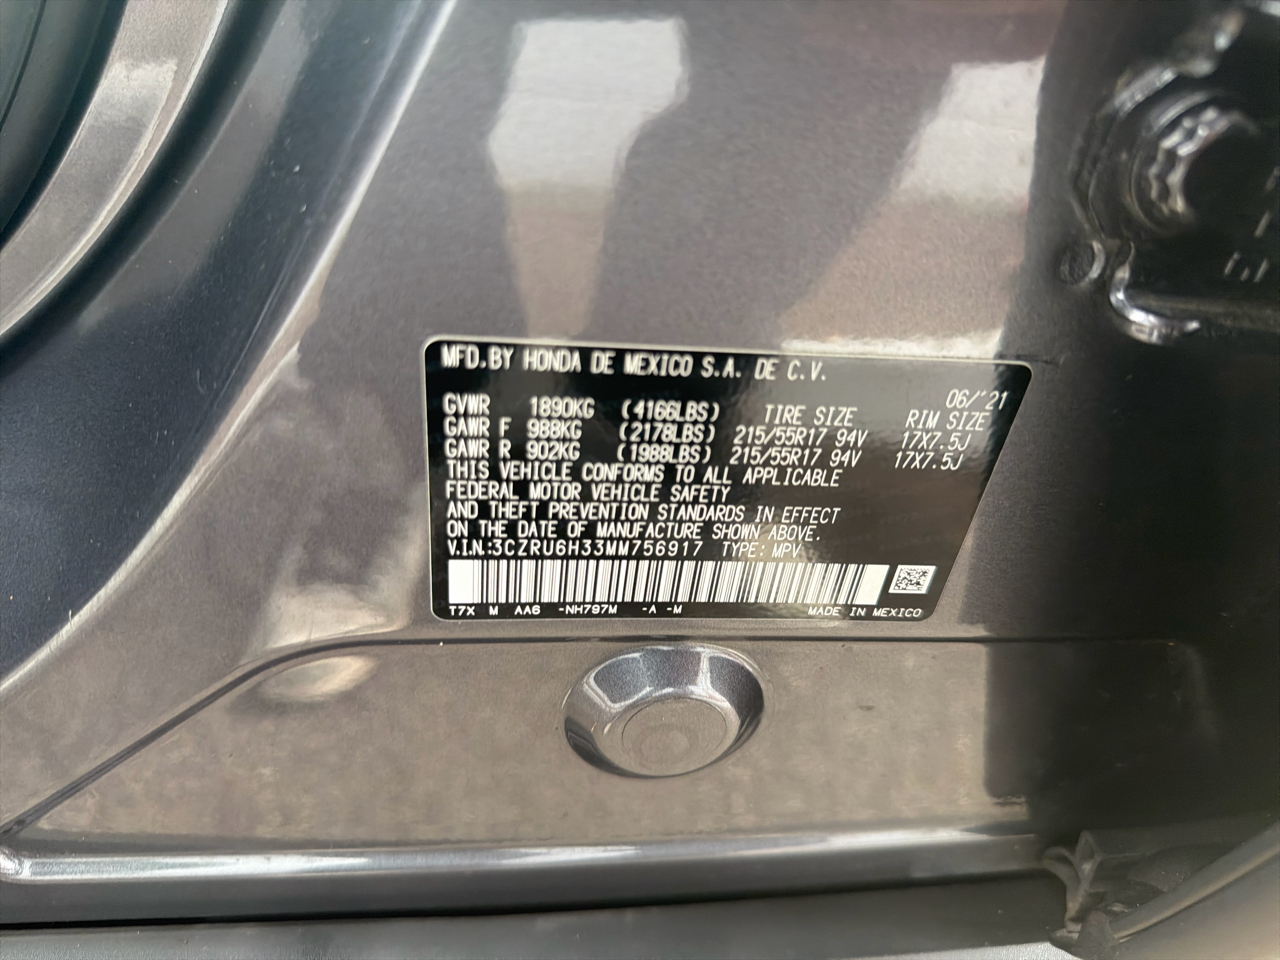 MFD.BY HONDA DE MEXICO S.A. DE C.V.
06/'21
GVWR 1890KG (4166LBS) TIRE SIZE RIM SIZE
GAWR F 988KG (2178LBS) 215/55R17 94V 17X7.5J
GAWR R 902KG (1988LBS) 215/55R17 94V 17X7.5J
THIS VEHICLE CONFORMS TO ALL APPLICABLE
FEDERAL MOTOR VEHICLE SAFETY
AND THEFT PREVENTION STANDARDS IN EFFECT
ON THE DATE OF MANUFACTURE SHOWN ABOVE.
V.I.N.:3CZRU6H33MM756917 TYPE: MPV
T7X M AA6 -NH797M -A -M MADE IN MEXICO